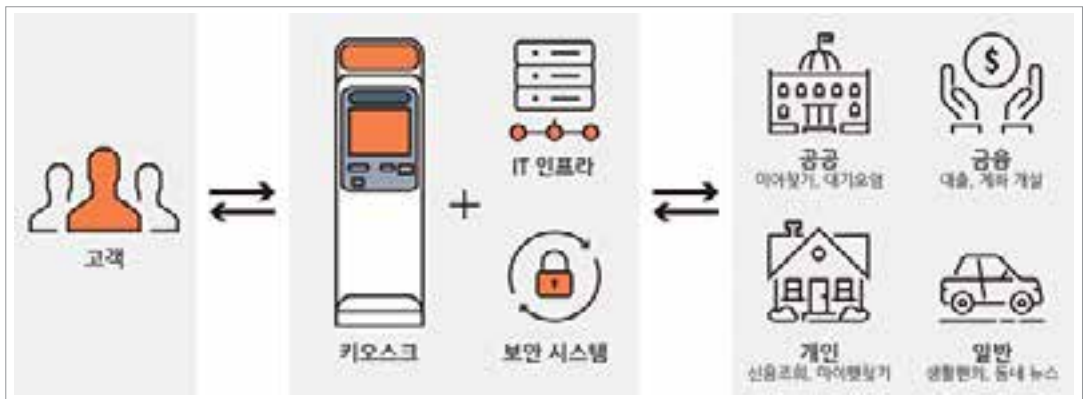 고객
키오스크
+
IT 인프라
보안 시스템
$
공공
미아찾기, 대기오염
금융
대출, 계좌 개설
개인
신용조회,
일반
생활편의, 동네 뉴스